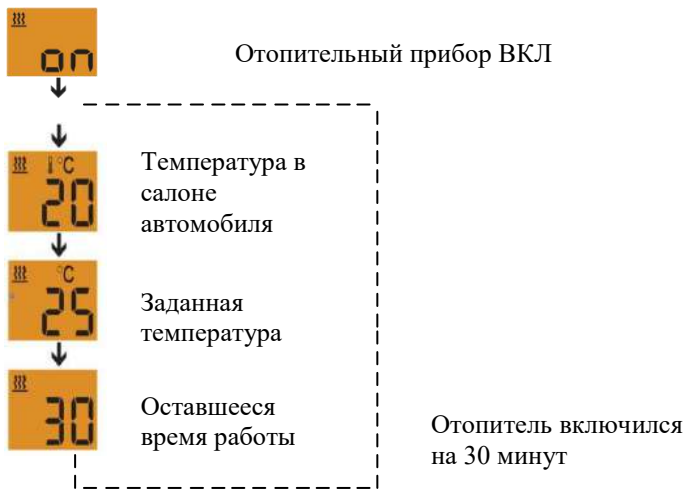 on
Отопительный прибор ВКЛ
°C
20
Температура в
салоне
автомобиля
°C
25
Заданная
температура
30
Оставшееся
время работы
Отопитель включился
на 30 минут